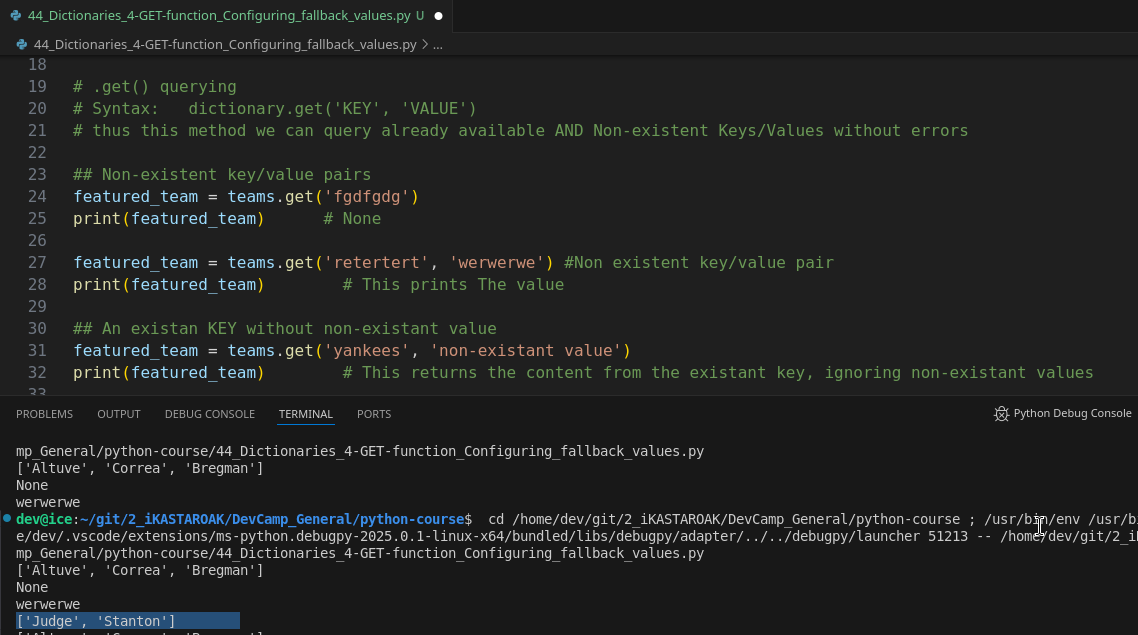 44_Dictionaries_4-GET-function_Configuring_fallback_values.py U
44_Dictionaries_4-GET-function_Configuring_fallback_values.py > ...
18
19 # .get() querying
20 # Syntax:   dictionary.get('KEY', 'VALUE')
21 # thus this method we can query already available AND Non-existent Keys/Values without errors
22
23 ## Non-existent key/value pairs
24 featured_team = teams.get('fgdfgdg')
25 print(featured_team)      # None
26
27 featured_team = teams.get('retertert', 'werwerwe') #Non existent key/value pair
28 print(featured_team)        # This prints The value
29
30 ## An existan KEY without non-existant value
31 featured_team = teams.get('yankees', 'non-existant value')
32 print(featured_team)        # This returns the content from the existant key, ignoring non-existant values
33
PROBLEMS OUTPUT DEBUG CONSOLE TERMINAL PORTS Python Debug Console
mp_General/python-course/44_Dictionaries_4-GET-function_Configuring_fallback_values.py
['Altuve', 'Correa', 'Bregman']
None
werwerwe
dev@ice:~/git/2_iKASTAROAK/DevCamp_General/python-course$  cd /home/dev/git/2_iKASTAROAK/DevCamp_General/python-course ; /usr/bin/env /usr/bi
e/dev/.vscode/extensions/ms-python.debugpy-2025.0.1-linux-x64/bundled/libs/debugpy/adapter/../../debugpy/launcher 51213 -- /home/dev/git/2_i
mp_General/python-course/44_Dictionaries_4-GET-function_Configuring_fallback_values.py
['Altuve', 'Correa', 'Bregman']
None
werwerwe
['Judge', 'Stanton']